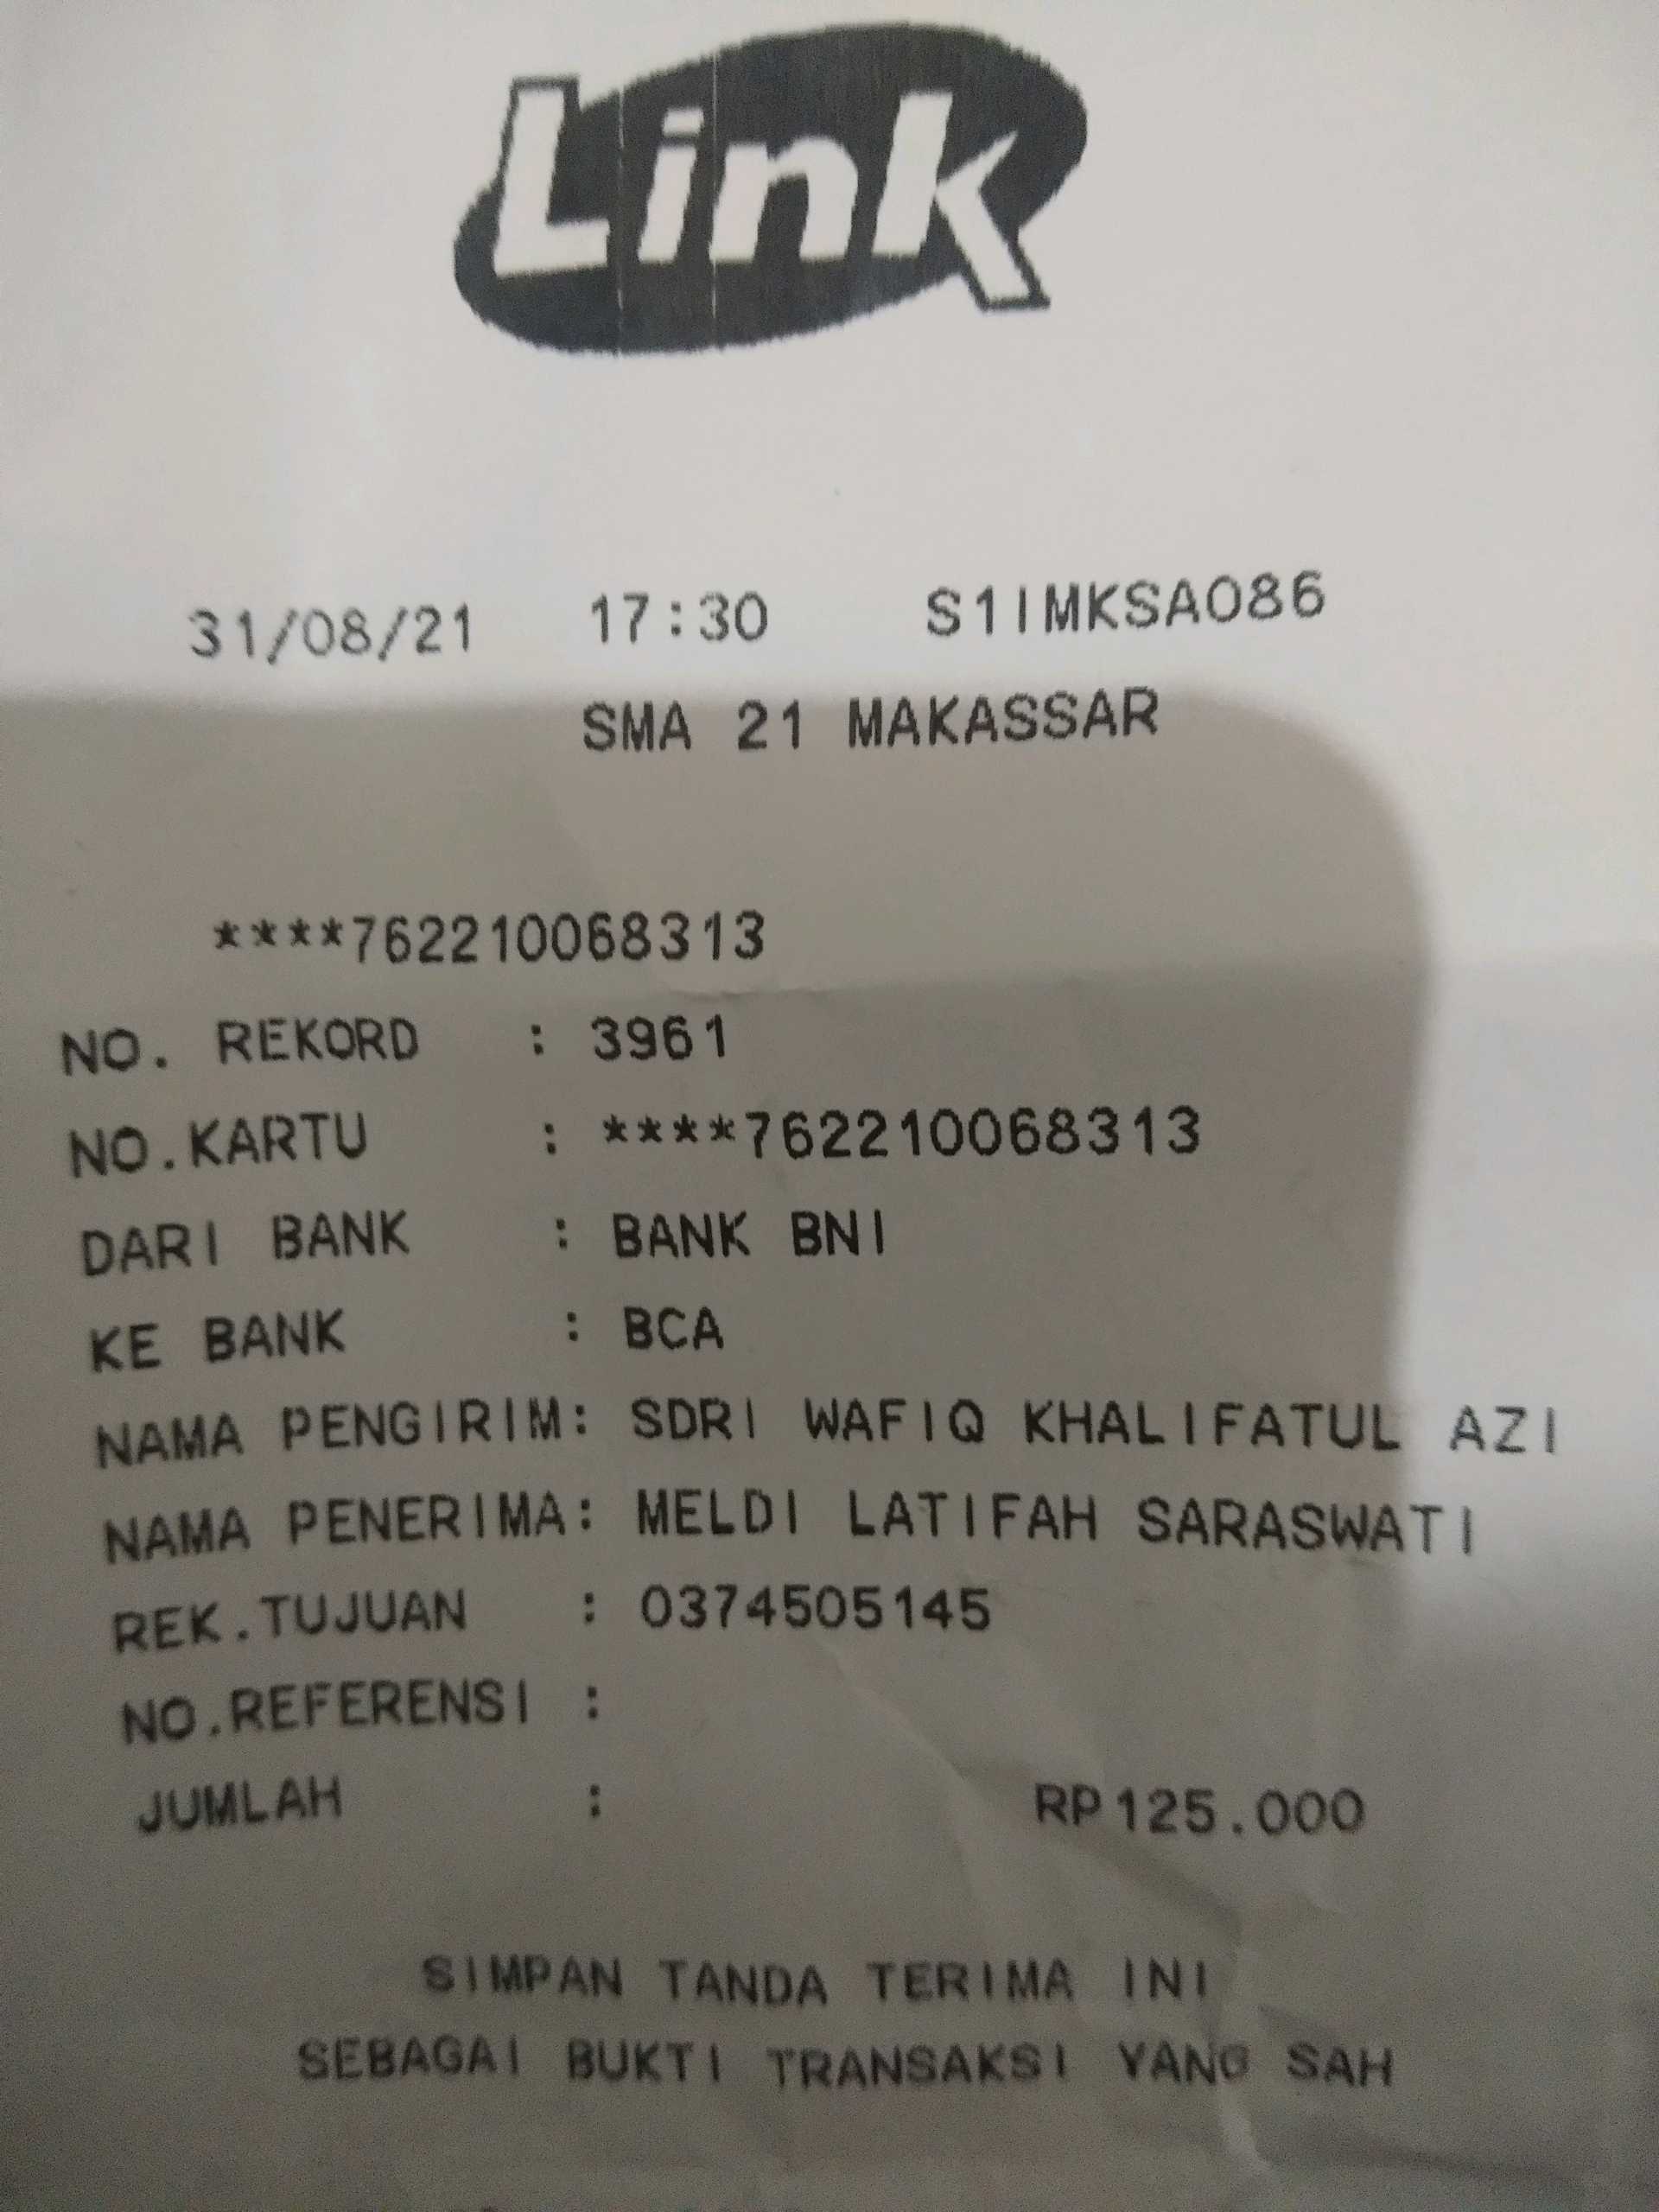 Link
31/08/21 17:30 S1IMKSA086
SMA 21 MAKASSAR
****762210068313
NO. REKORD : 3961
NO.KARTU : ****762210068313
DARI BANK : BANK BNI
KE BANK : BCA
NAMA PENGIRIM: SDRI WAFIQ KHALIFATUL AZI
NAMA PENERIMA: MELDI LATIFAH SARASWATI
REK.TUJUAN : 0374505145
NO.REFERENSI :
JUMLAH : RP125.000
SIMPAN TANDA TERIMA INI
SEBAGAI BUKTI TRANSAKSI YANG SAH